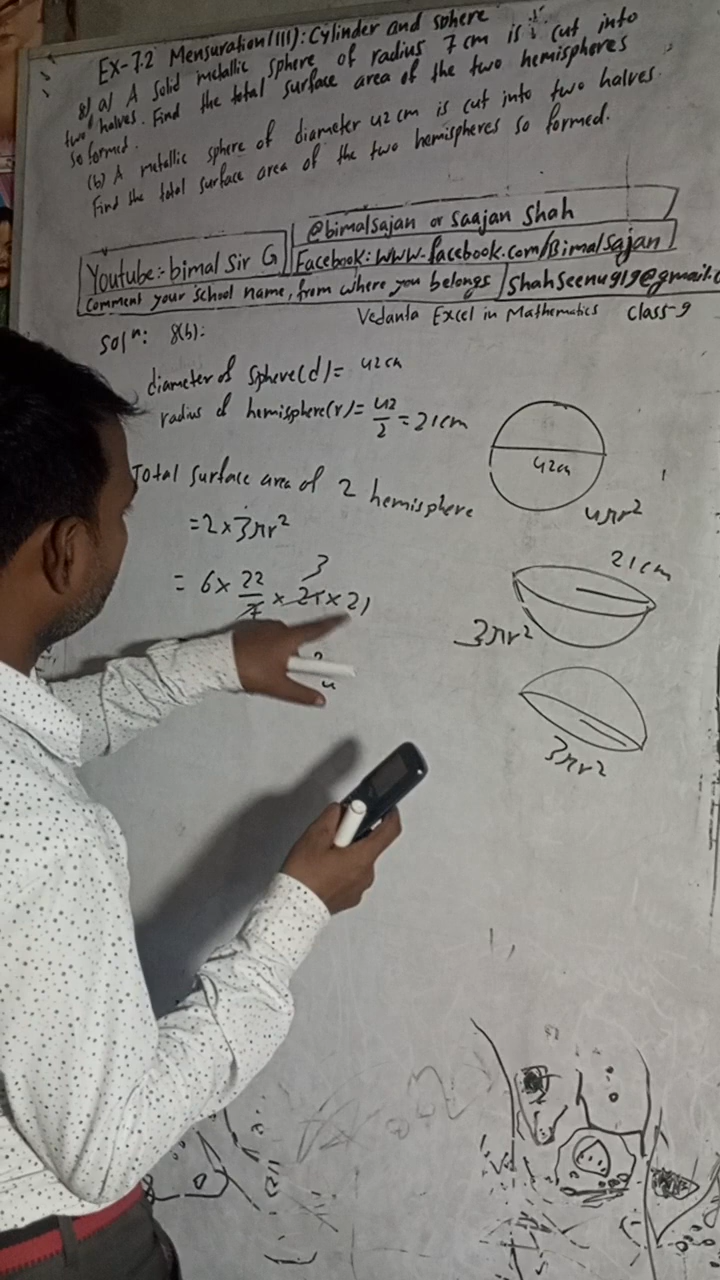 EX-7.2 Mensuration(III): Cylinder and sphere
8) a) A solid metallic sphere of radius 7 cm is cut into
two halves. Find the total surface area of the two hemispheres
so formed.
(b) A metallic sphere of diameter 42 cm is cut into two halves.
Find the total surface area of the two hemispheres so formed.
@bimalsajan or Saajan Shah
Youtube:- bimal Sir G
Facebook: www.facebook.com/Bimalsajan
Comment your school name, from where you belongs / shahseenu919@gmail.c
Vedanta Excel in Mathematics Class-9
Solⁿ: 8(b):
diameter of sphere(d) = 42cm
radius of hemisphere(r) = 42/2 = 21cm
42cm
4πr²
Total surface area of 2 hemisphere
= 2 × 3πr²
= 6 × 22/7 × 21 × 21
3
21cm
3πr²
3πr²